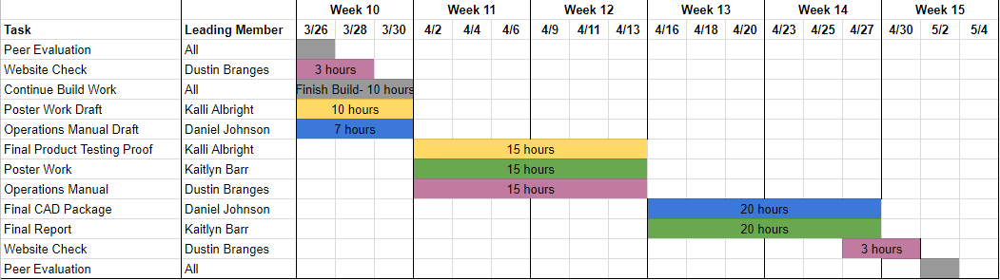 Week 10 Week 11 Week 12 Week 13 Week 14 Week 15
Task Leading Member 3/26 3/28 3/30 4/2 4/4 4/6 4/9 4/11 4/13 4/16 4/18 4/20 4/23 4/25 4/27 4/30 5/2 5/4
Peer Evaluation All
Website Check Dustin Branges 3 hours
Continue Build Work All Finish Build- 10 hours
Poster Work Draft Kalli Albright 10 hours
Operations Manual Draft Daniel Johnson 7 hours
Final Product Testing Proof Kalli Albright 15 hours
Poster Work Kaitlyn Barr 15 hours
Operations Manual Dustin Branges 15 hours
Final CAD Package Daniel Johnson 20 hours
Final Report Kaitlyn Barr 20 hours
Website Check Dustin Branges 3 hours
Peer Evaluation All